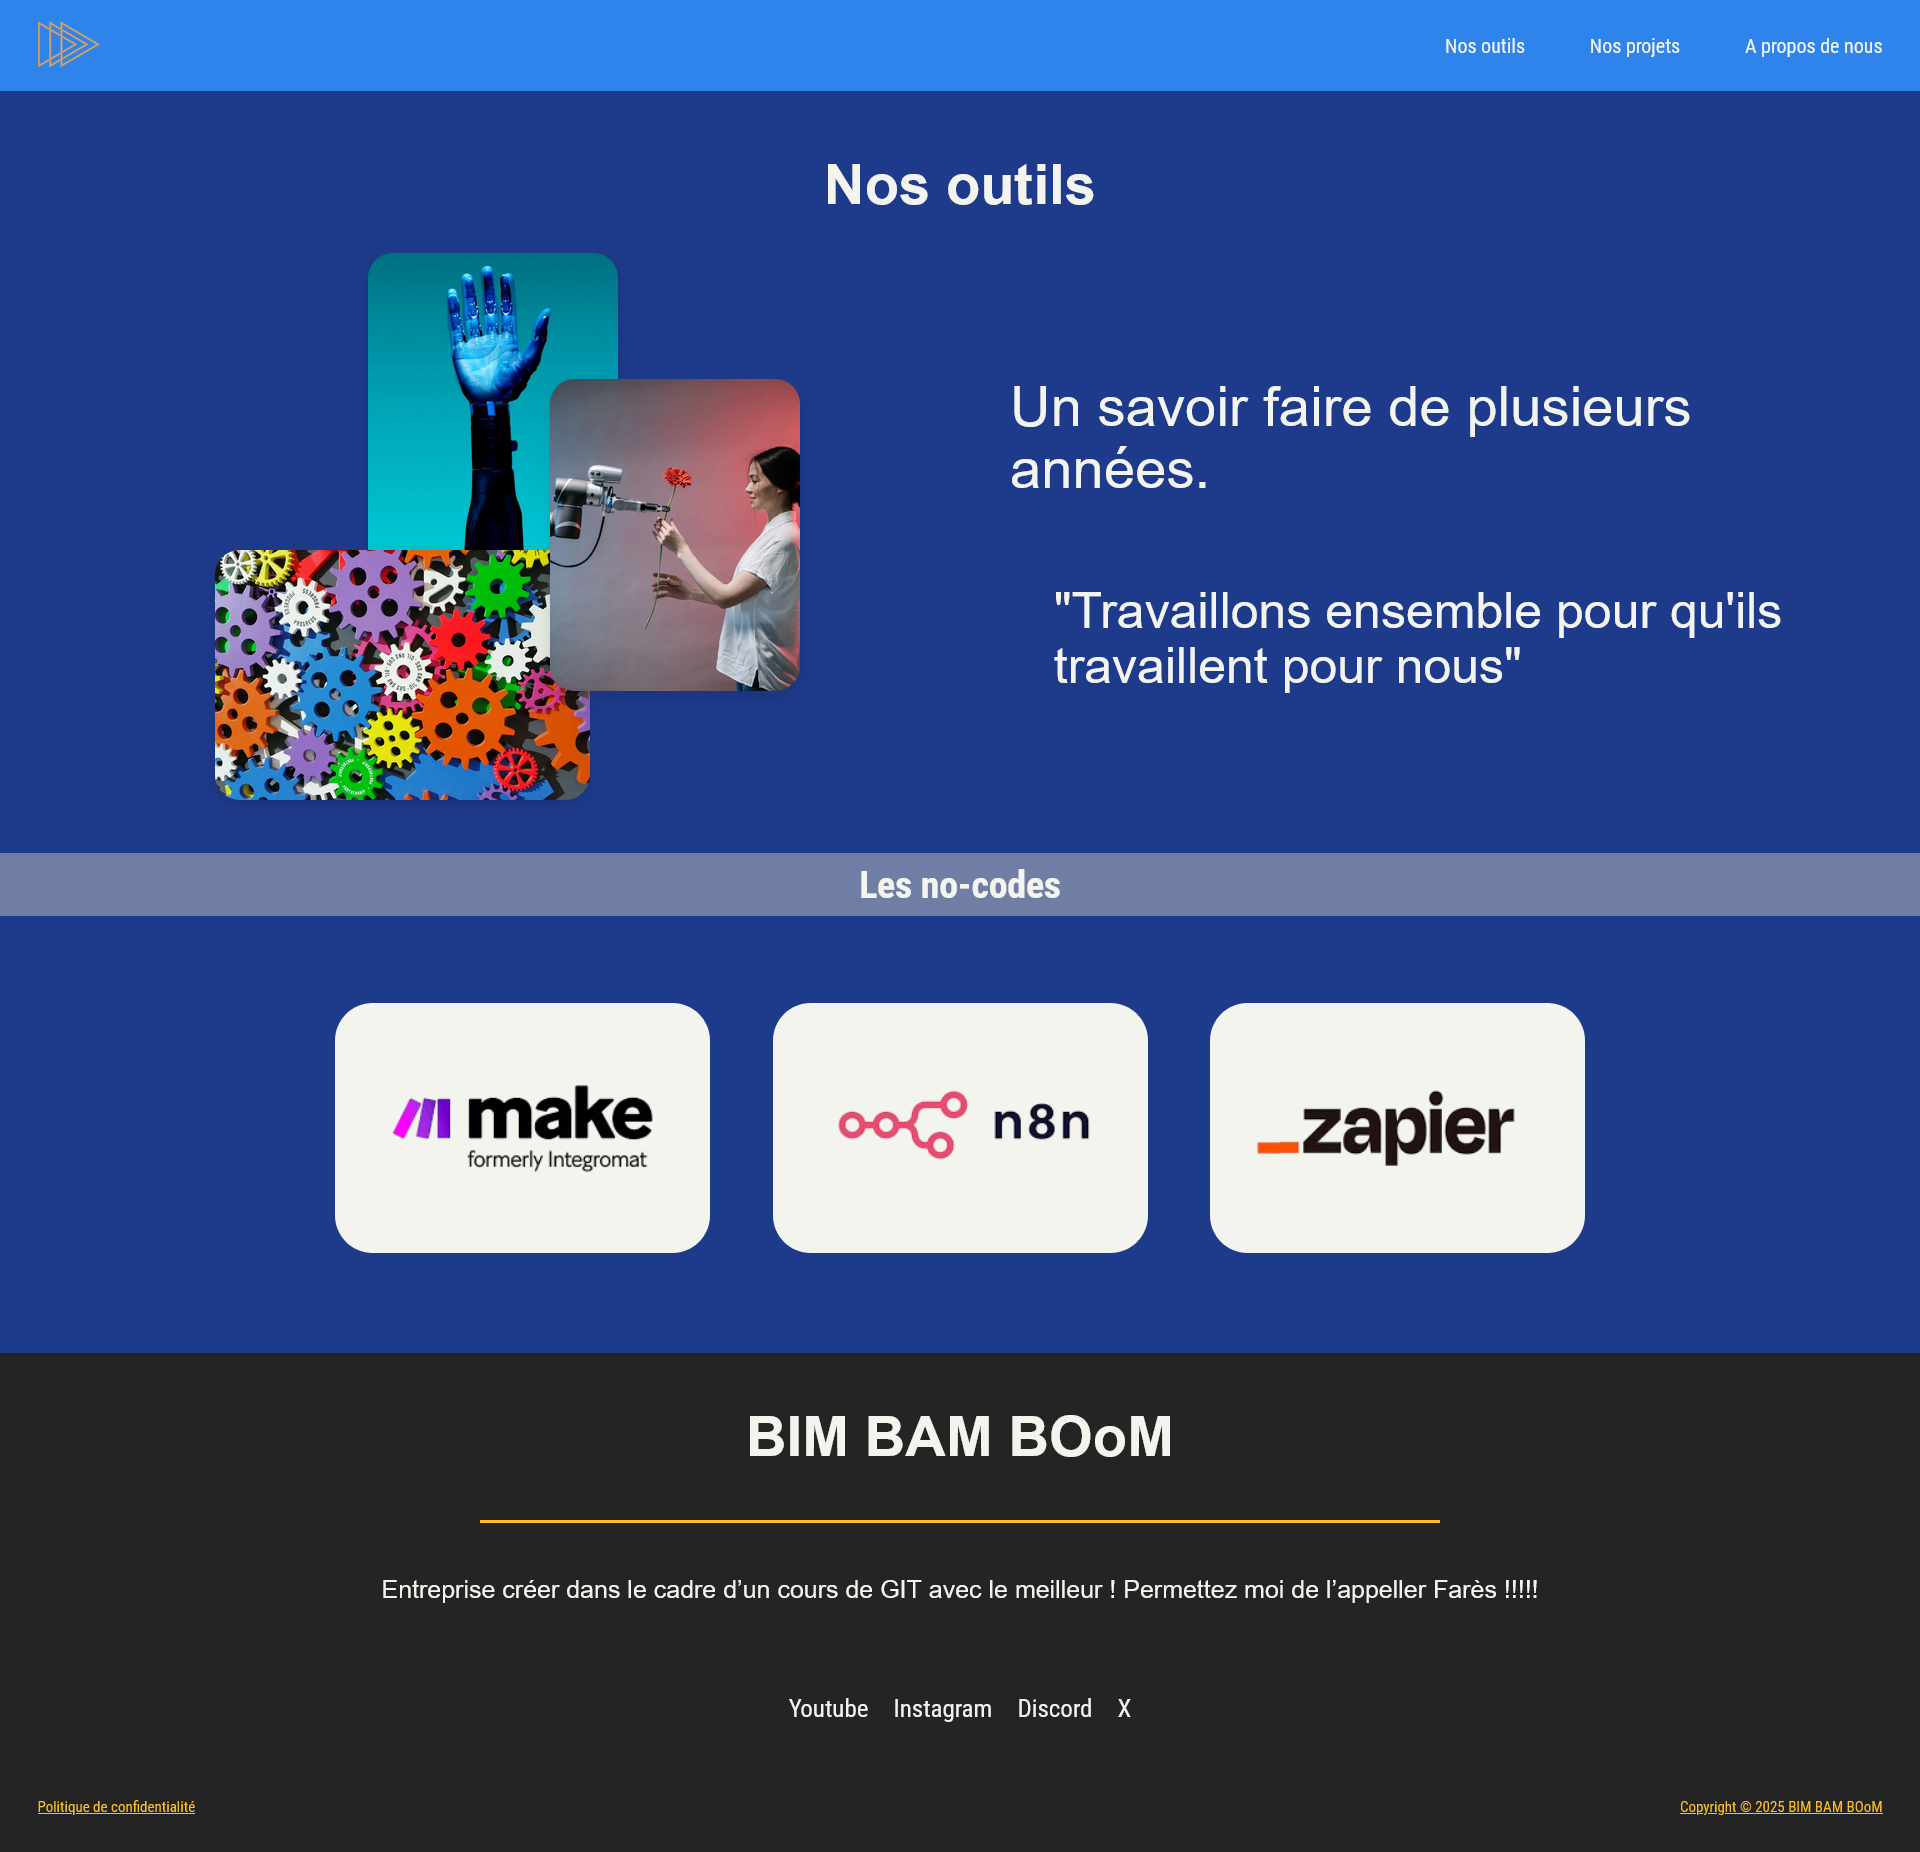 Nos outils
Nos projets
A propos de nous
Nos outils
Un savoir faire de plusieurs
années.
"Travaillons ensemble pour qu'ils
travaillent pour nous"
Les no-codes
make
formerly Integromat
n8n
_zapier
BIM BAM BOoM
Entreprise créer dans le cadre d’un cours de GIT avec le meilleur ! Permettez moi de l’appeller Farès !!!!!
Youtube
Instagram
Discord
X
Politique de confidentialité
Copyright © 2025 BIM BAM BOoM